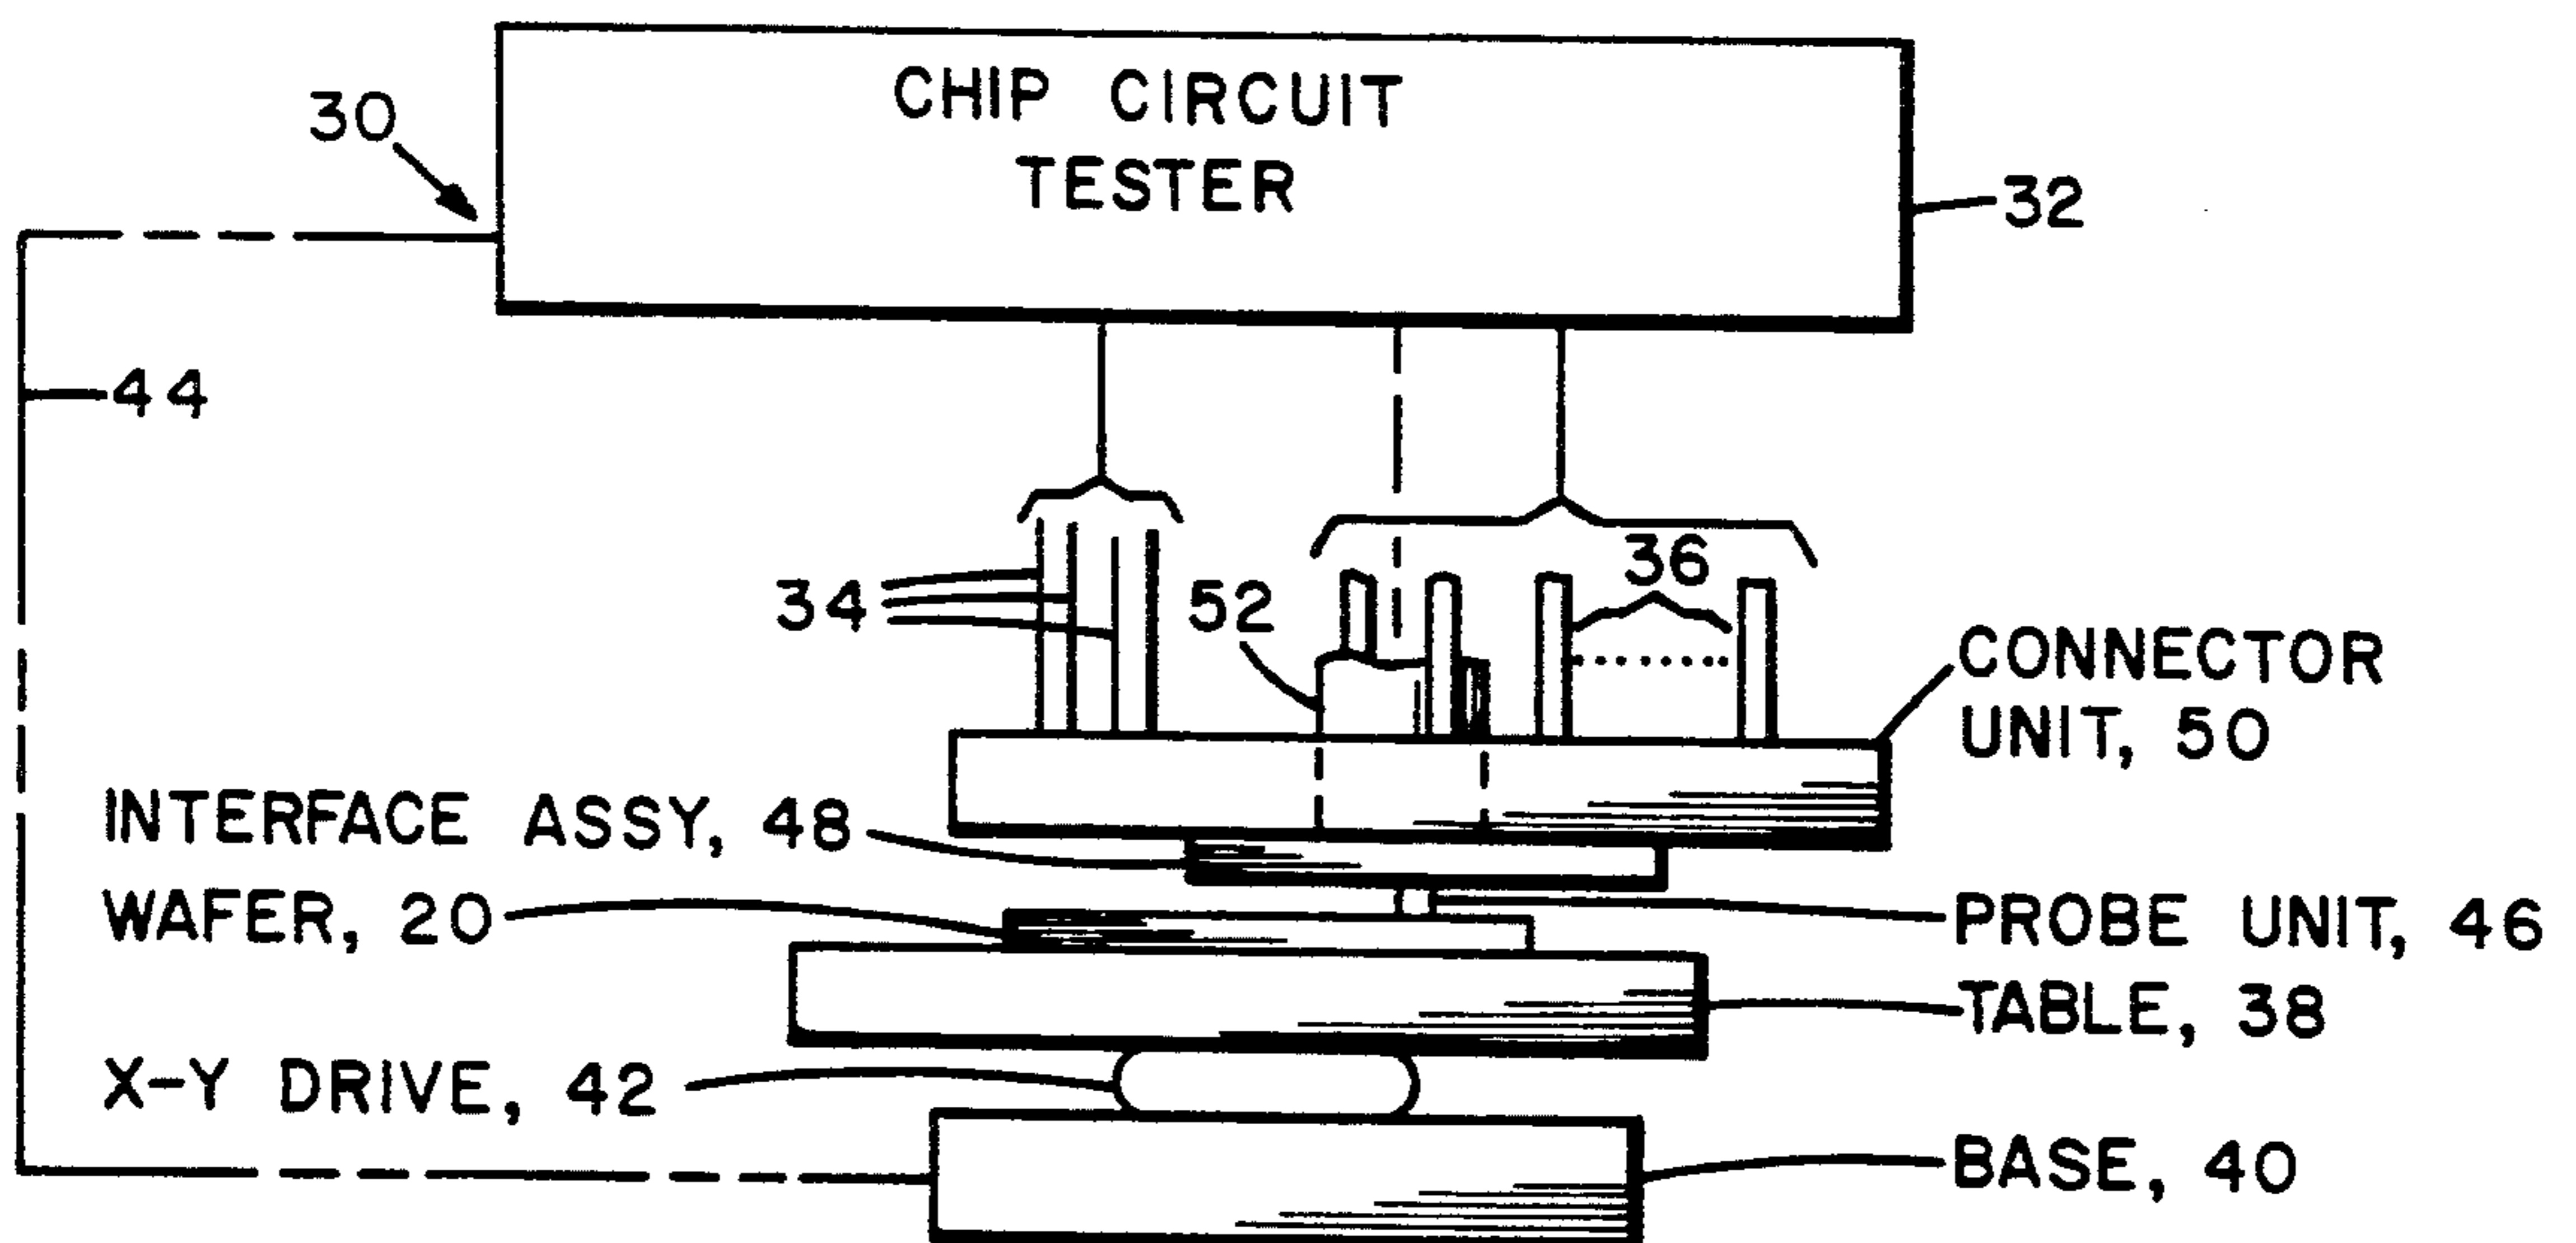 CHIP CIRCUIT
TESTER
30
32
44
34
52
36
CONNECTOR
UNIT, 50
INTERFACE ASSY, 48
WAFER, 20
PROBE UNIT, 46
TABLE, 38
X-Y DRIVE, 42
BASE, 40